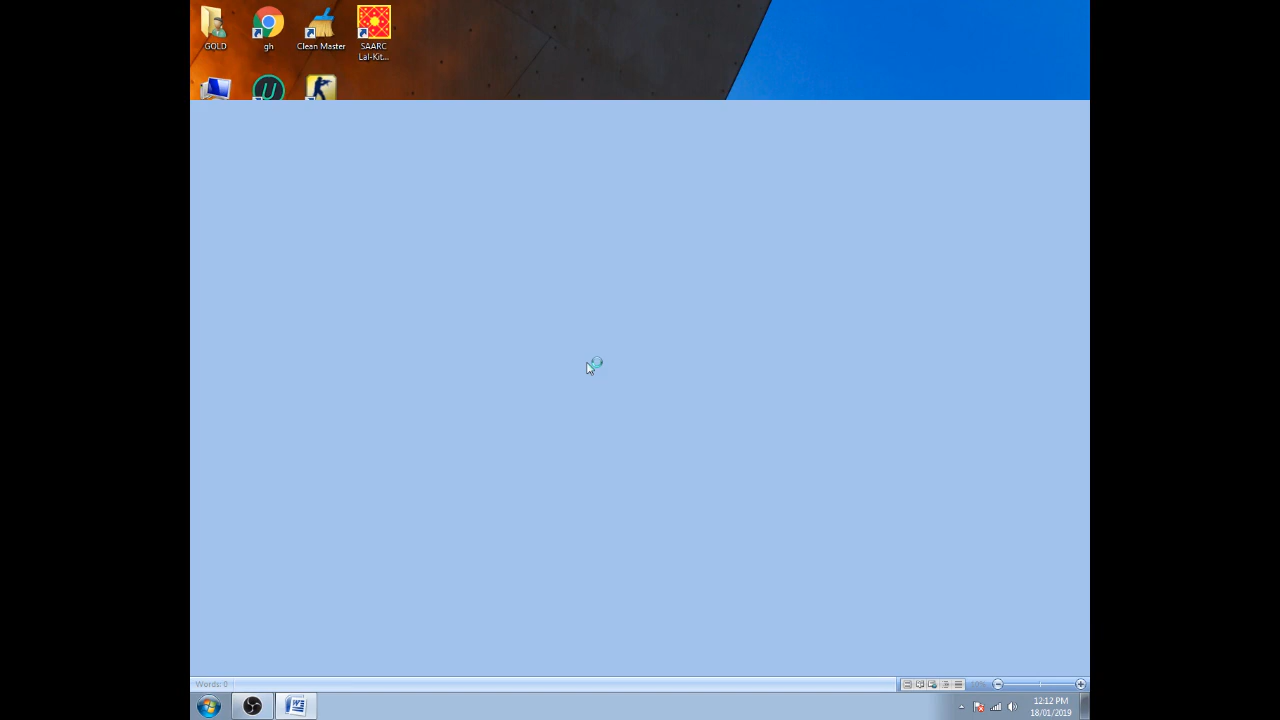 GOLD
gh
Clean Master
SAARC
Lal-Kit...
Words: 0
12:12 PM
18/01/2019